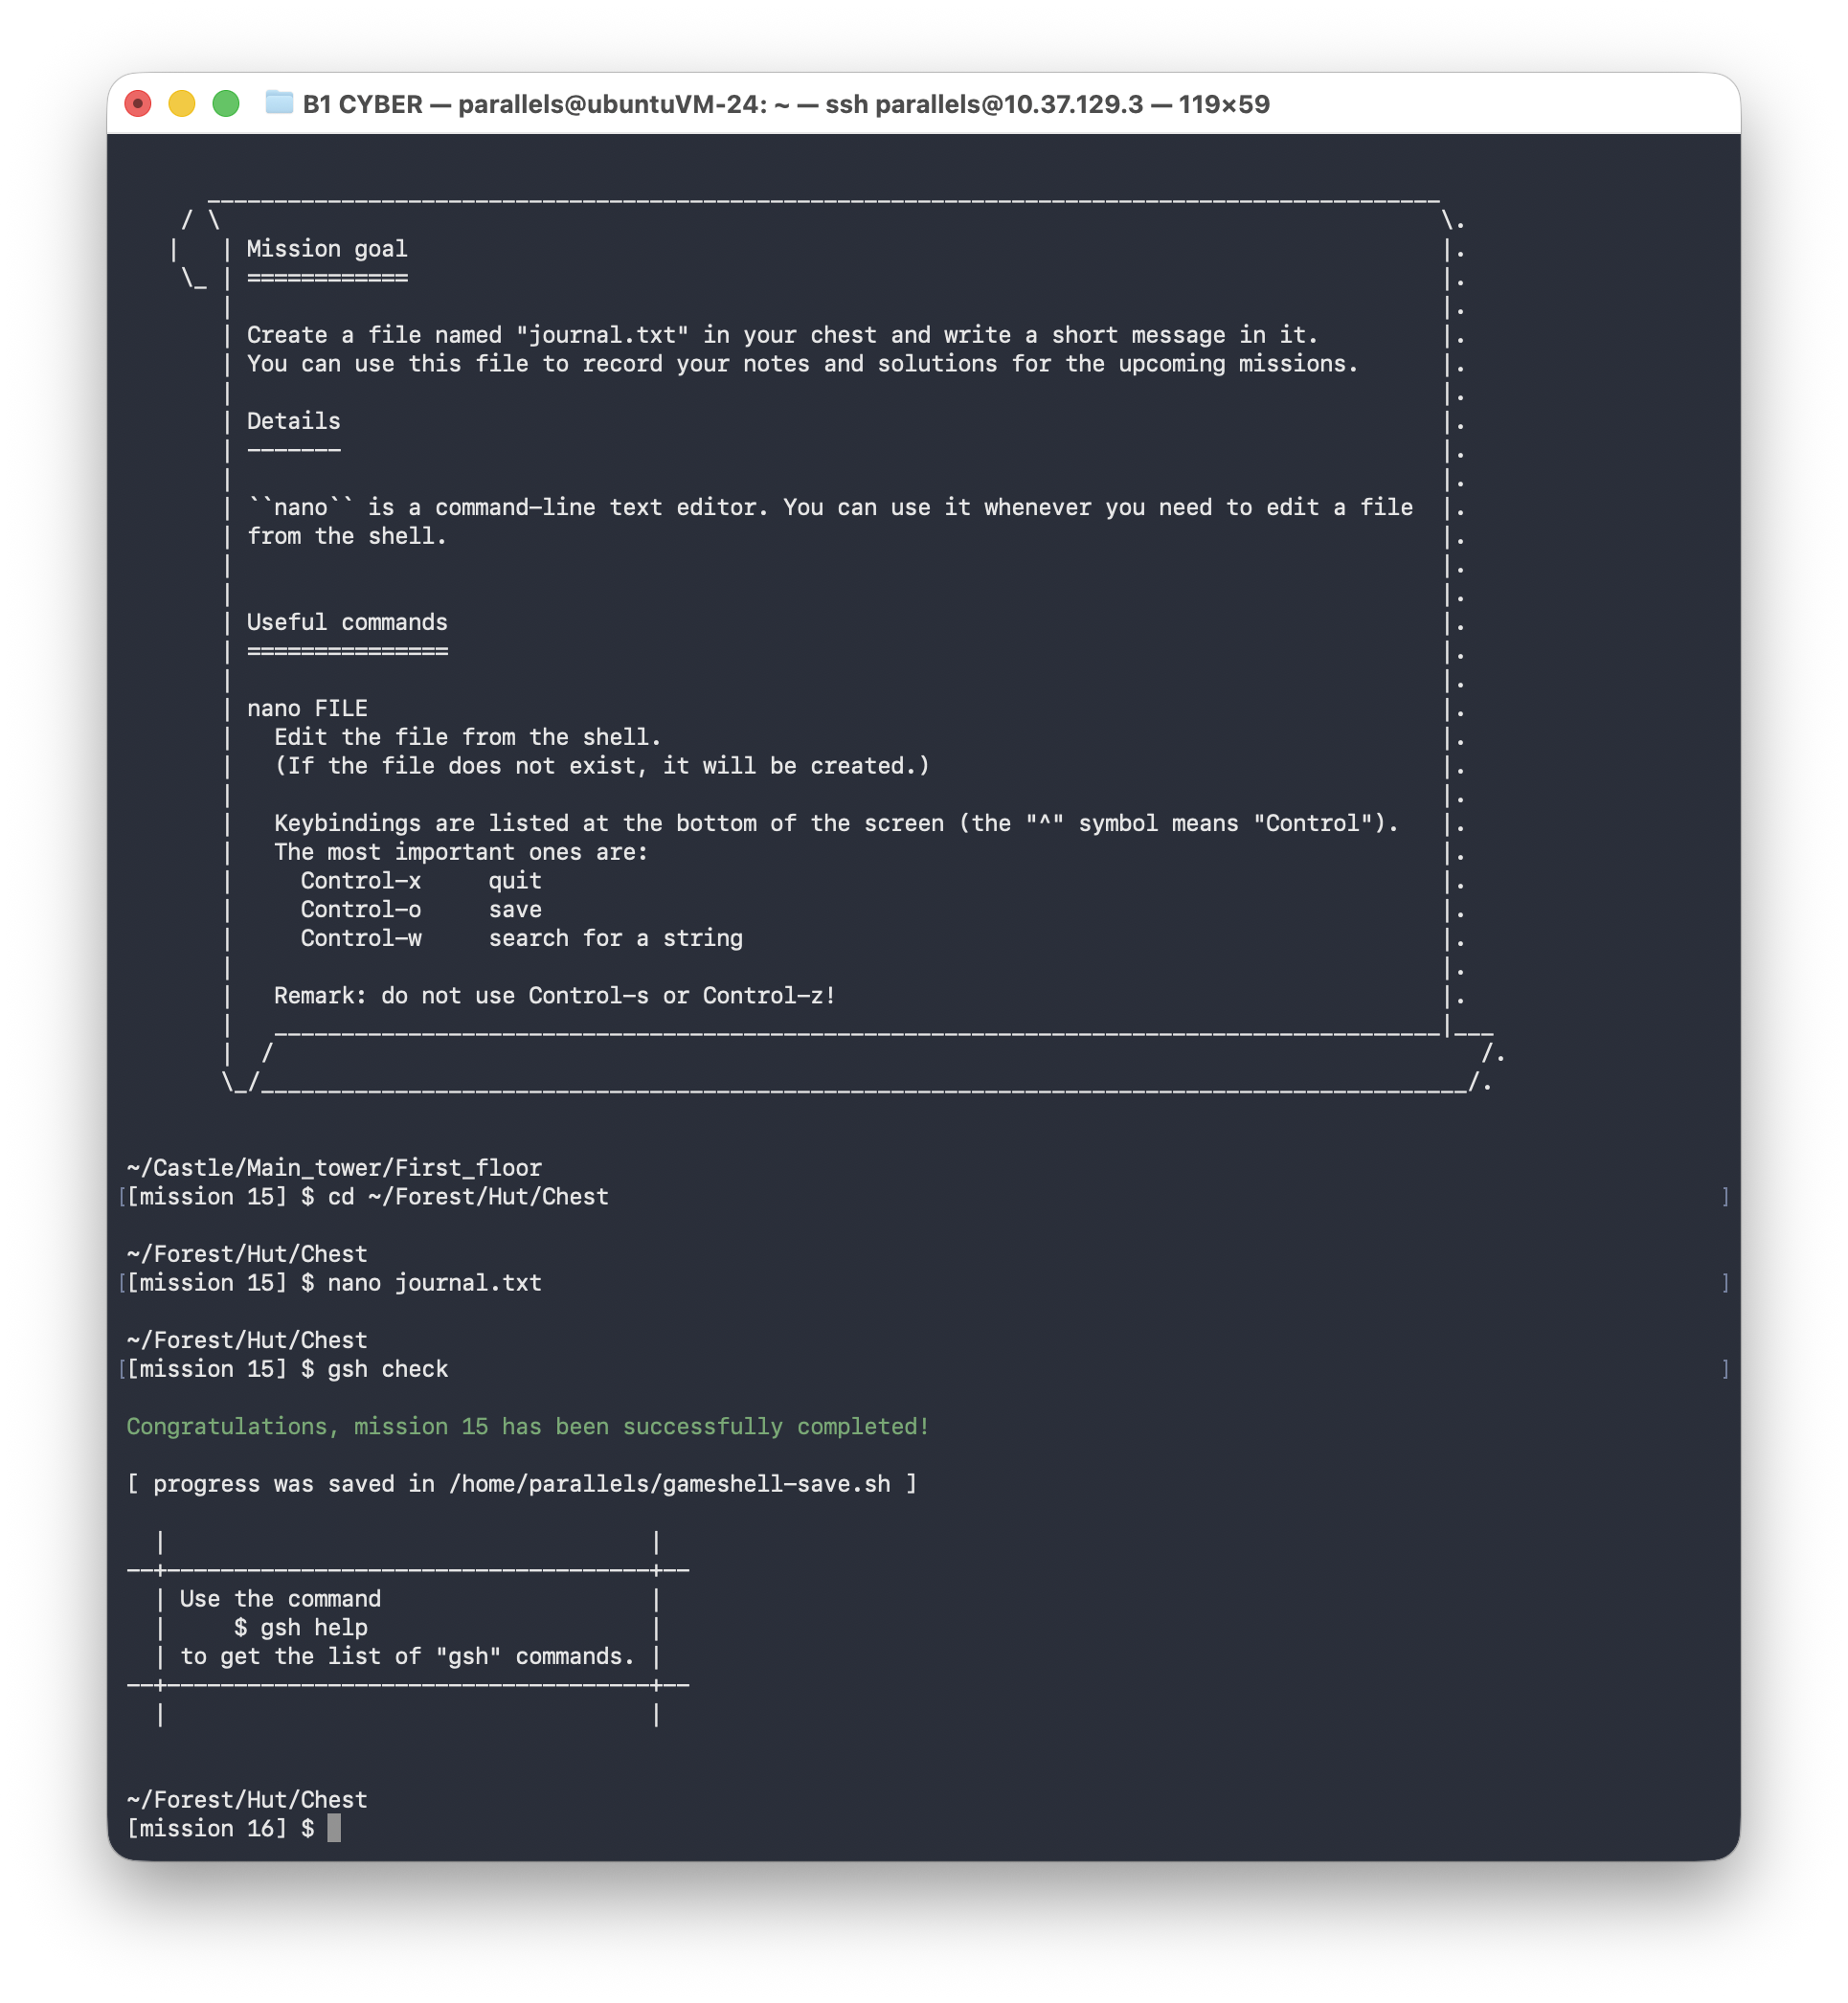 B1 CYBER — parallels@ubuntuVM-24: ~ — ssh parallels@10.37.129.3 — 119×59
Mission goal
============
Create a file named "journal.txt" in your chest and write a short message in it.
You can use this file to record your notes and solutions for the upcoming missions.
Details
-------
``nano`` is a command-line text editor. You can use it whenever you need to edit a file
from the shell.
Useful commands
===============
nano FILE
Edit the file from the shell.
(If the file does not exist, it will be created.)
Keybindings are listed at the bottom of the screen (the "^" symbol means "Control").
The most important ones are:
Control-x     quit
Control-o     save
Control-w     search for a string
Remark: do not use Control-s or Control-z!
~/Castle/Main_tower/First_floor
[[mission 15] $ cd ~/Forest/Hut/Chest ]
~/Forest/Hut/Chest
[[mission 15] $ nano journal.txt ]
~/Forest/Hut/Chest
[[mission 15] $ gsh check ]
Congratulations, mission 15 has been successfully completed!
[ progress was saved in /home/parallels/gameshell-save.sh ]
Use the command
$ gsh help
to get the list of "gsh" commands.
~/Forest/Hut/Chest
[mission 16] $